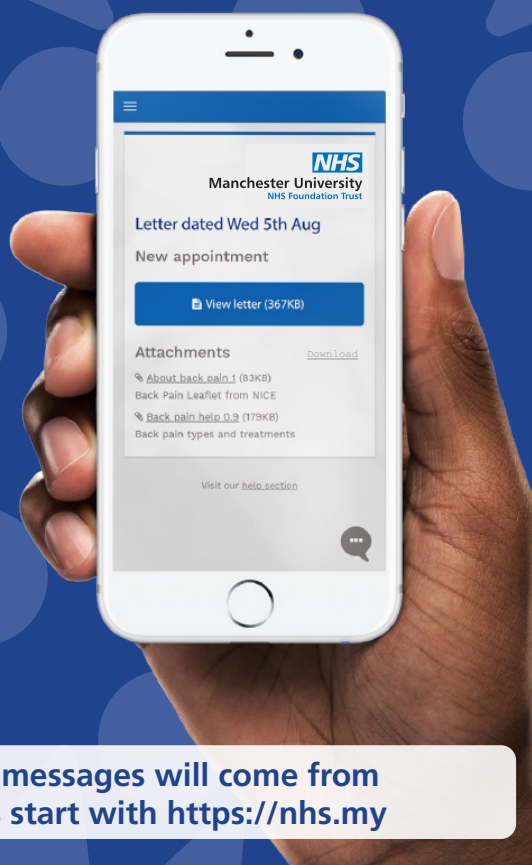 NHS
Manchester University
NHS Foundation Trust
Letter dated Wed 5th Aug
New appointment
View letter (367KB)
Attachments Download
About back pain 1 (83KB)
Back Pain Leaflet from NICE
Back pain help 0.9 (179KB)
Back pain types and treatments
Visit our help section
messages will come from
start with https://nhs.my